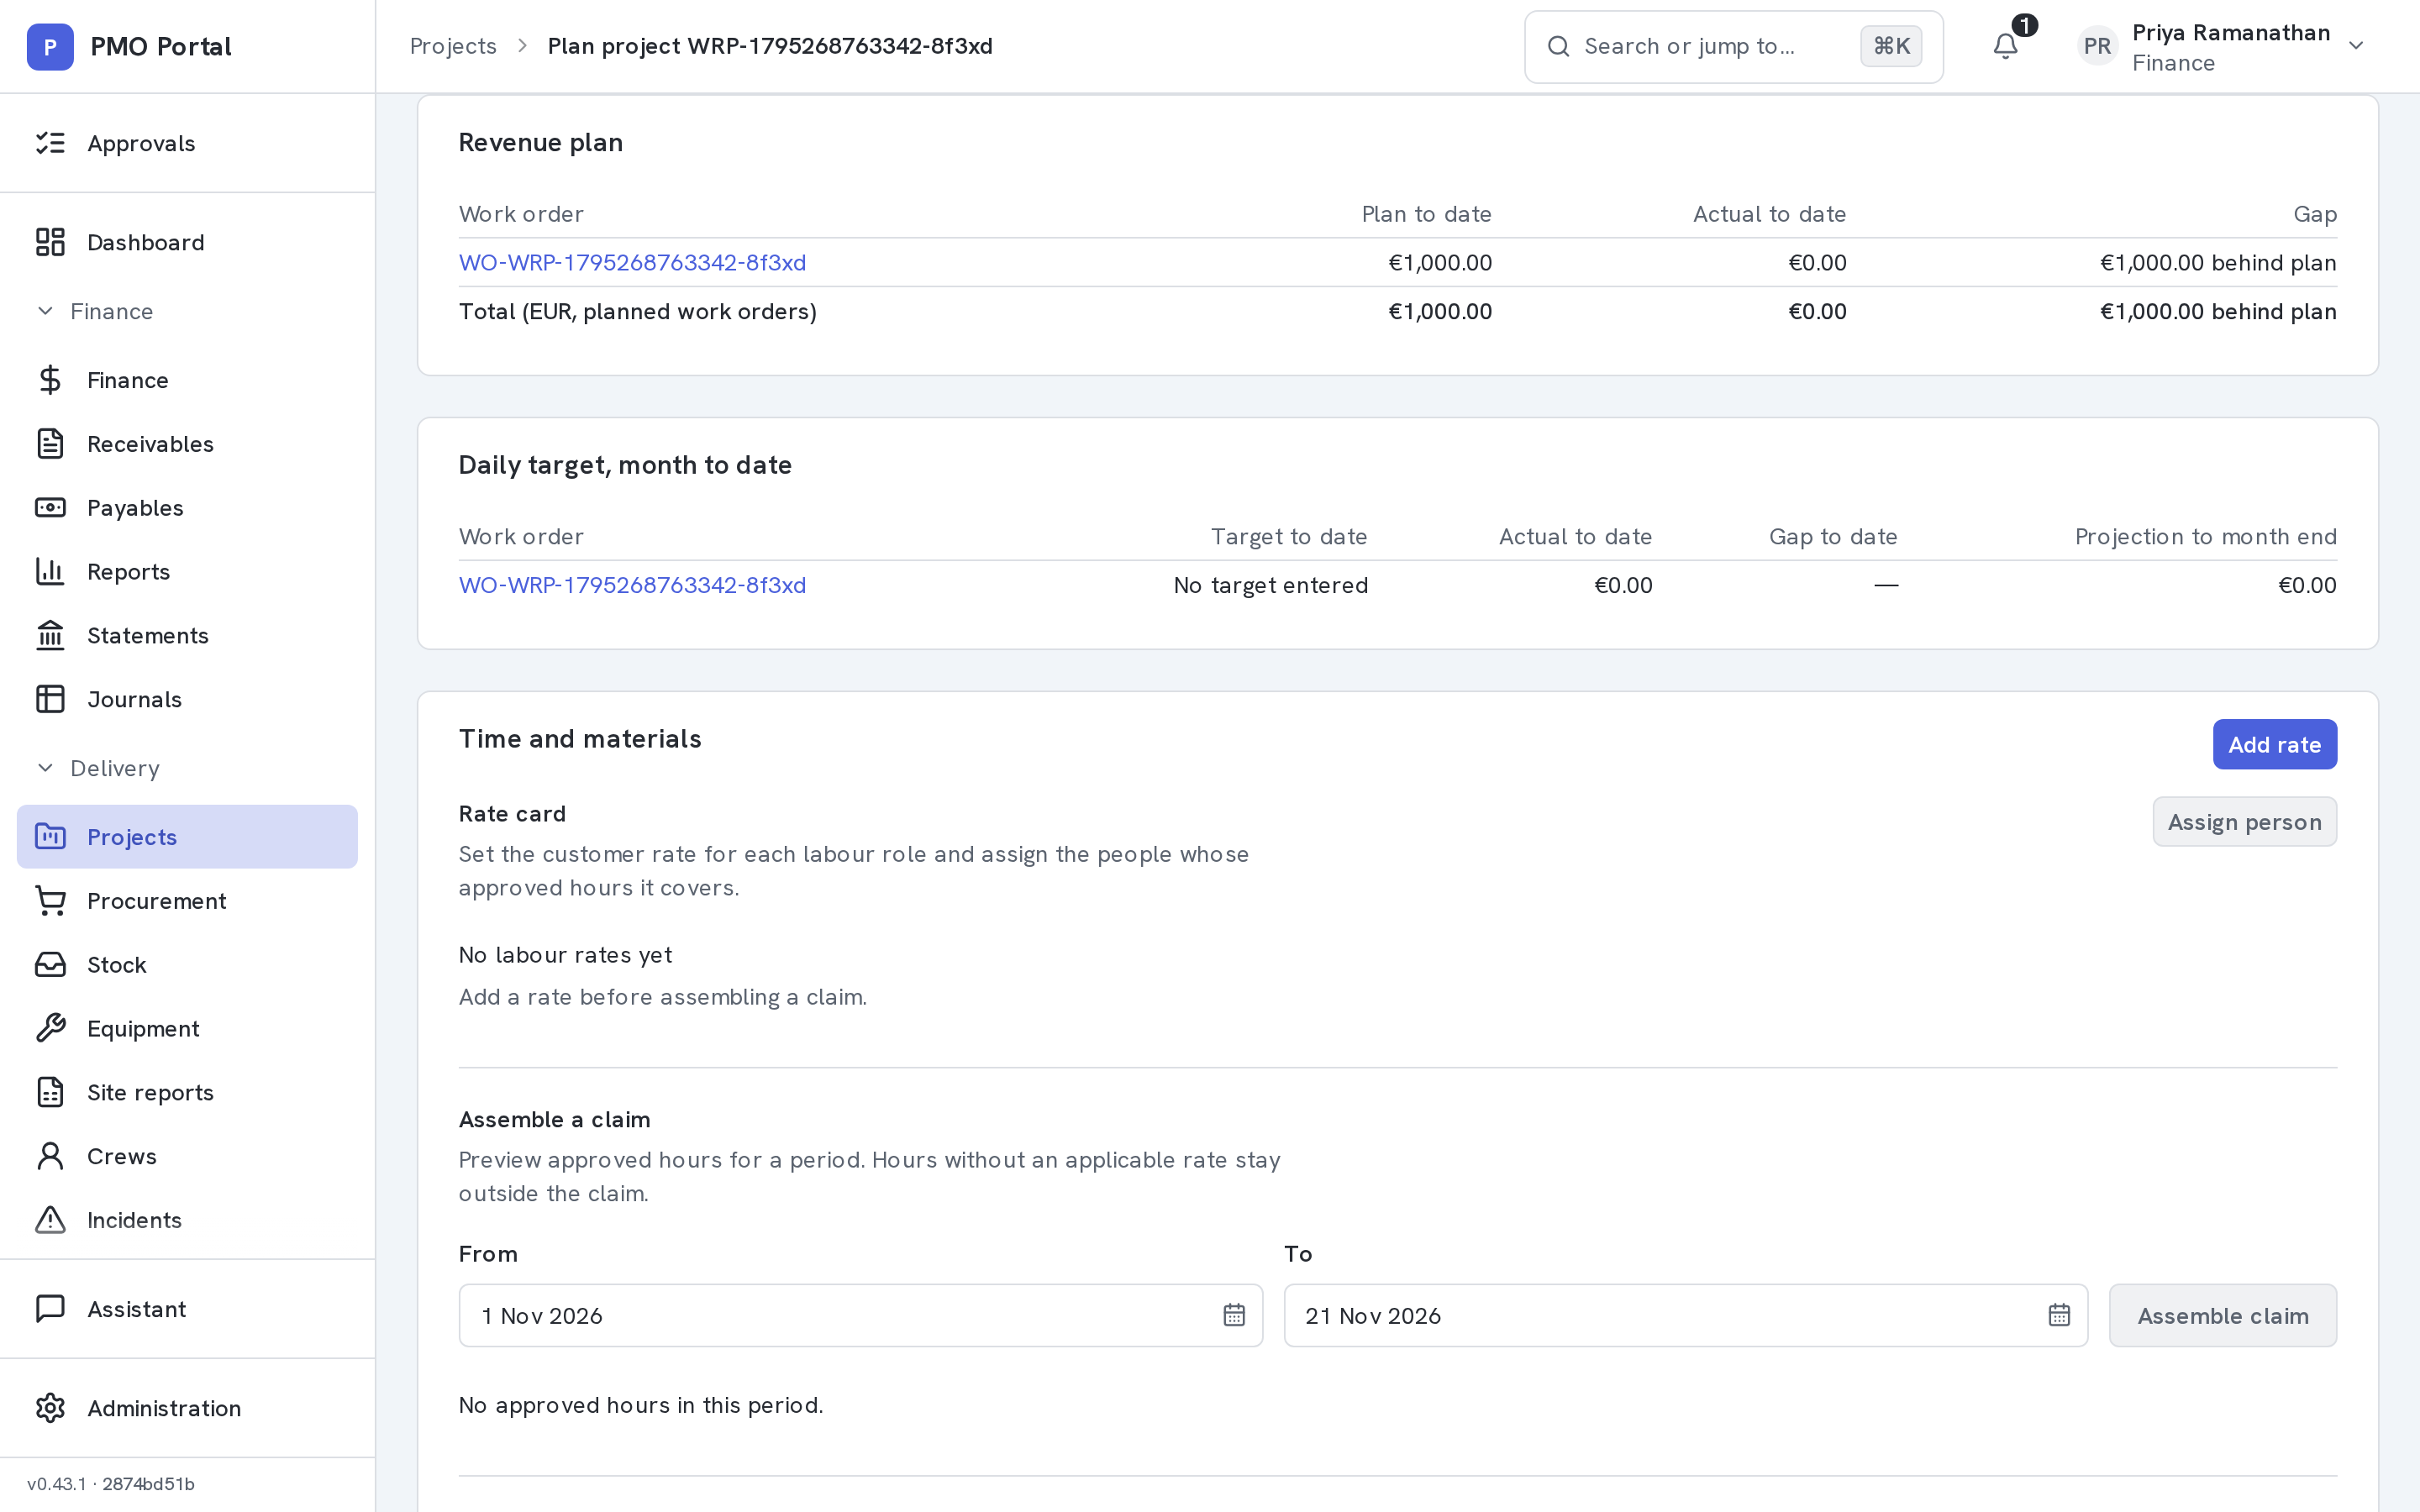 P PMO Portal
Projects > Plan project WRP-1795268763342-8f3xd
Search or jump to...
⌘K
1
PR
Priya Ramanathan
Finance
Approvals
Dashboard
Finance
Finance
Receivables
Payables
Reports
Statements
Journals
Delivery
Projects
Procurement
Stock
Equipment
Site reports
Crews
Incidents
Assistant
Administration
v0.43.1 · 2874bd51b
Revenue plan
Work order Plan to date Actual to date Gap
WO-WRP-1795268763342-8f3xd €1,000.00 €0.00 €1,000.00 behind plan
Total (EUR, planned work orders) €1,000.00 €0.00 €1,000.00 behind plan
Daily target, month to date
Work order Target to date Actual to date Gap to date Projection to month end
WO-WRP-1795268763342-8f3xd No target entered €0.00 — €0.00
Time and materials
Add rate
Rate card
Assign person
Set the customer rate for each labour role and assign the people whose
approved hours it covers.
No labour rates yet
Add a rate before assembling a claim.
Assemble a claim
Preview approved hours for a period. Hours without an applicable rate stay
outside the claim.
From To
1 Nov 2026 21 Nov 2026 Assemble claim
No approved hours in this period.